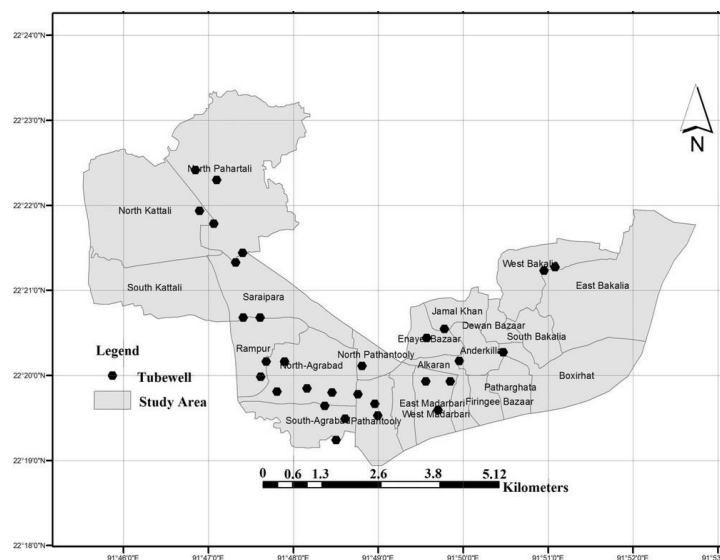 22°24'0"N
22°23'0"N
N
North Pahartali
22°22'0"N
North Kattali
West Bakalia
22°21'0"N
South Kattali
East Bakalia
Saraipara
Jamal Khan
Dewan Bazaar
Legend
Enayet Bazaar
South Bakalia
Rampur
North Pathantooly
Anderkilla
22°20'0"N
Tubewell
North-Agrabad
Alkaran
Boxirhat
Patharghata
Study Area
East Madarbari
Firingee Bazaar
West Madarbari
South-Agrabad
Pathantooly
22°19'0"N
0 0.6 1.3 2.6 3.8 5.12
Kilometers
22°18'0"N
91°46'0"E 91°47'0"E 91°48'0"E 91°49'0"E 91°50'0"E 91°51'0"E 91°52'0"E 91°53'0"E